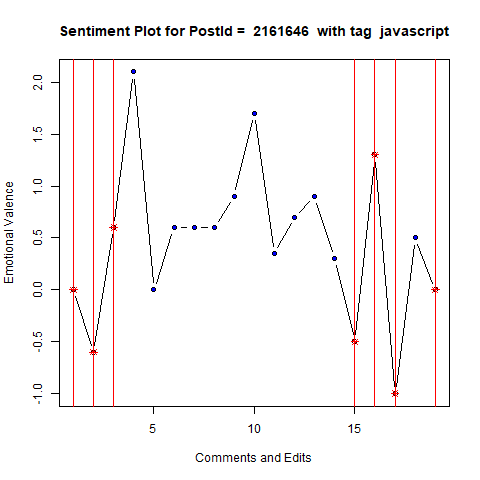 Sentiment Plot for PostId = 2161646 with tag javascript
2.0
1.5
1.0
0.5
0.0
-0.5
-1.0
Emotional Valence
5 10 15
Comments and Edits